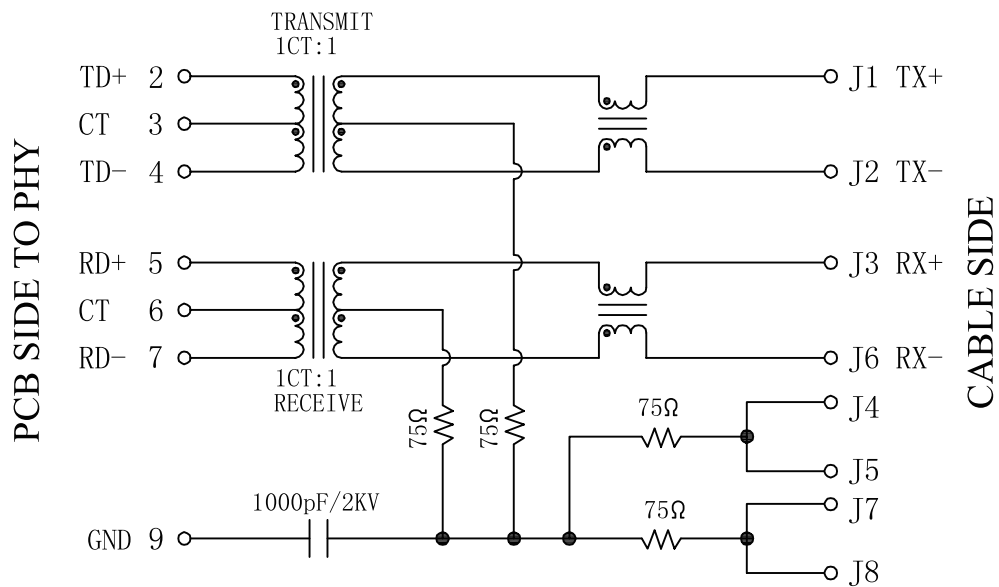 TRANSMIT
1CT:1
TD+ 2
CT 3
TD- 4
J1 TX+
J2 TX-
PCB SIDE TO PHY
CABLE SIDE
RD+ 5
CT 6
RD- 7
J3 RX+
J6 RX-
1CT:1
RECEIVE
75Ω
75Ω
75Ω
J4
J5
1000pF/2KV
GND 9
75Ω
J7
J8